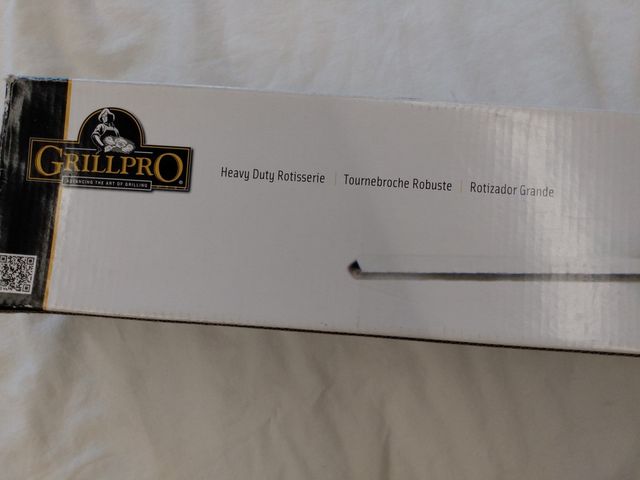 GRILLPRO®
ADVANCING THE ART OF GRILLING
Heavy Duty Rotisserie | Tournebroche Robuste | Rotizador Grande